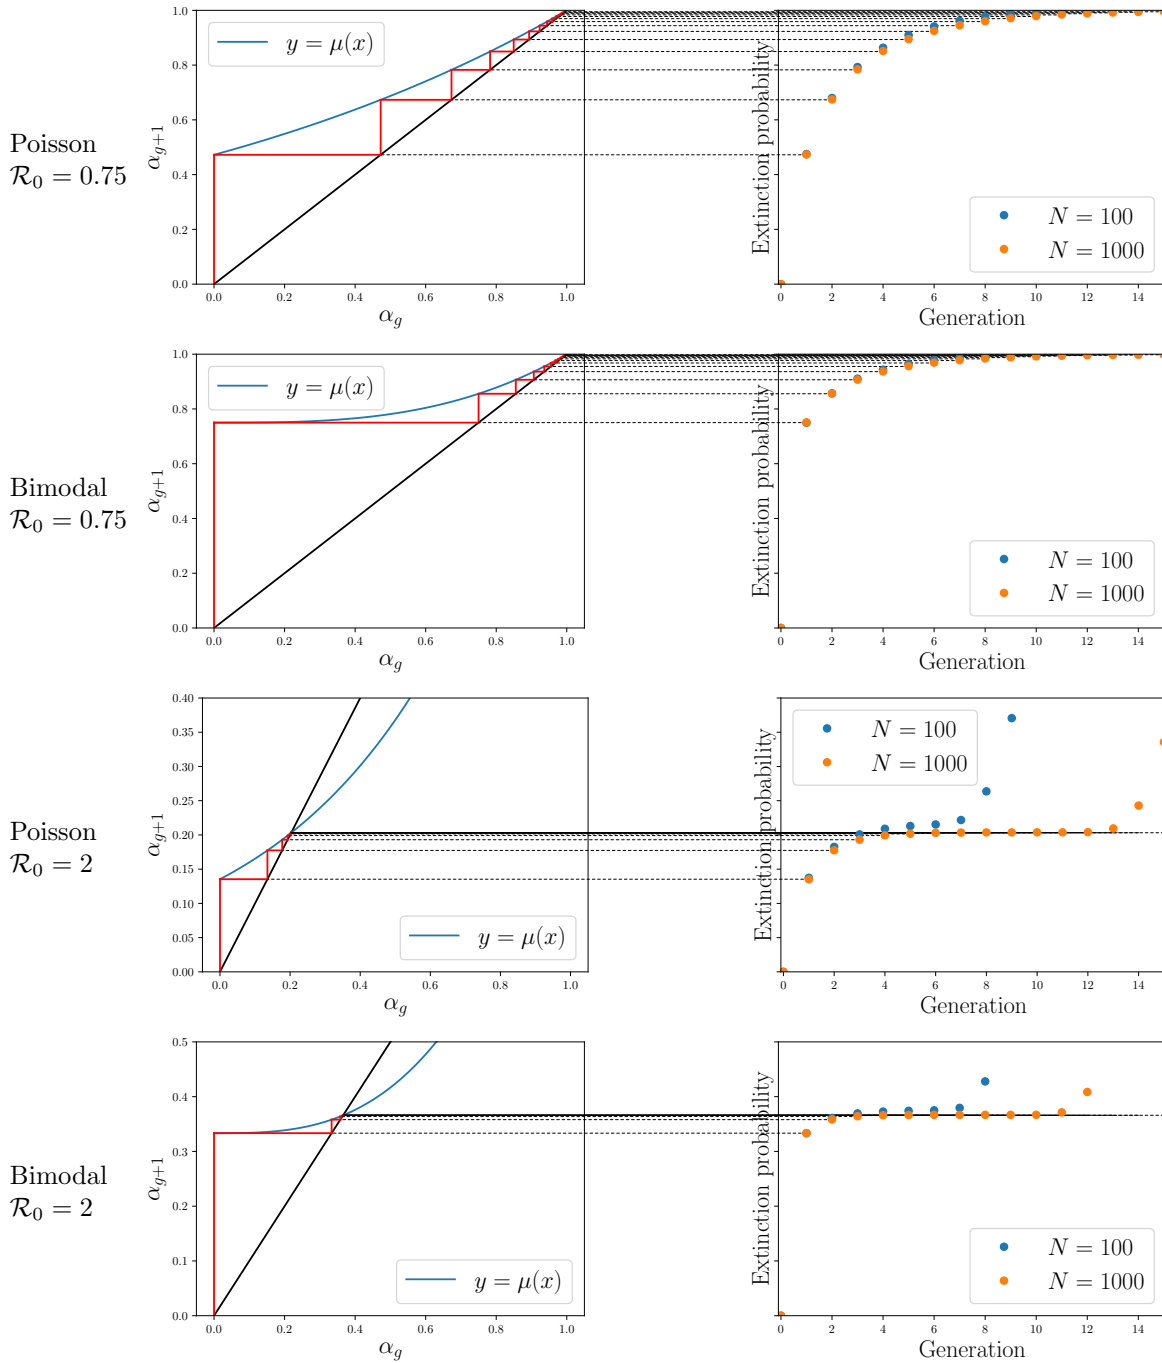 Poisson
R₀ = 0.75
1.0
0.8
0.6
0.4
0.2
0.0
α_{g+1}
y = μ(x)
0.0 0.2 0.4 0.6 0.8 1.0
α_g
Extinction probability
N = 100
N = 1000
0 2 4 6 8 10 12 14
Generation
Bimodal
R₀ = 0.75
1.0
0.8
0.6
0.4
0.2
0.0
α_{g+1}
y = μ(x)
0.0 0.2 0.4 0.6 0.8 1.0
α_g
Extinction probability
N = 100
N = 1000
0 2 4 6 8 10 12 14
Generation
Poisson
R₀ = 2
0.40
0.35
0.30
0.25
0.20
0.15
0.10
0.05
0.00
α_{g+1}
y = μ(x)
0.0 0.2 0.4 0.6 0.8 1.0
α_g
Extinction probability
N = 100
N = 1000
0 2 4 6 8 10 12 14
Generation
Bimodal
R₀ = 2
0.5
0.4
0.3
0.2
0.1
0.0
α_{g+1}
y = μ(x)
0.0 0.2 0.4 0.6 0.8 1.0
α_g
Extinction probability
N = 100
N = 1000
0 2 4 6 8 10 12 14
Generation